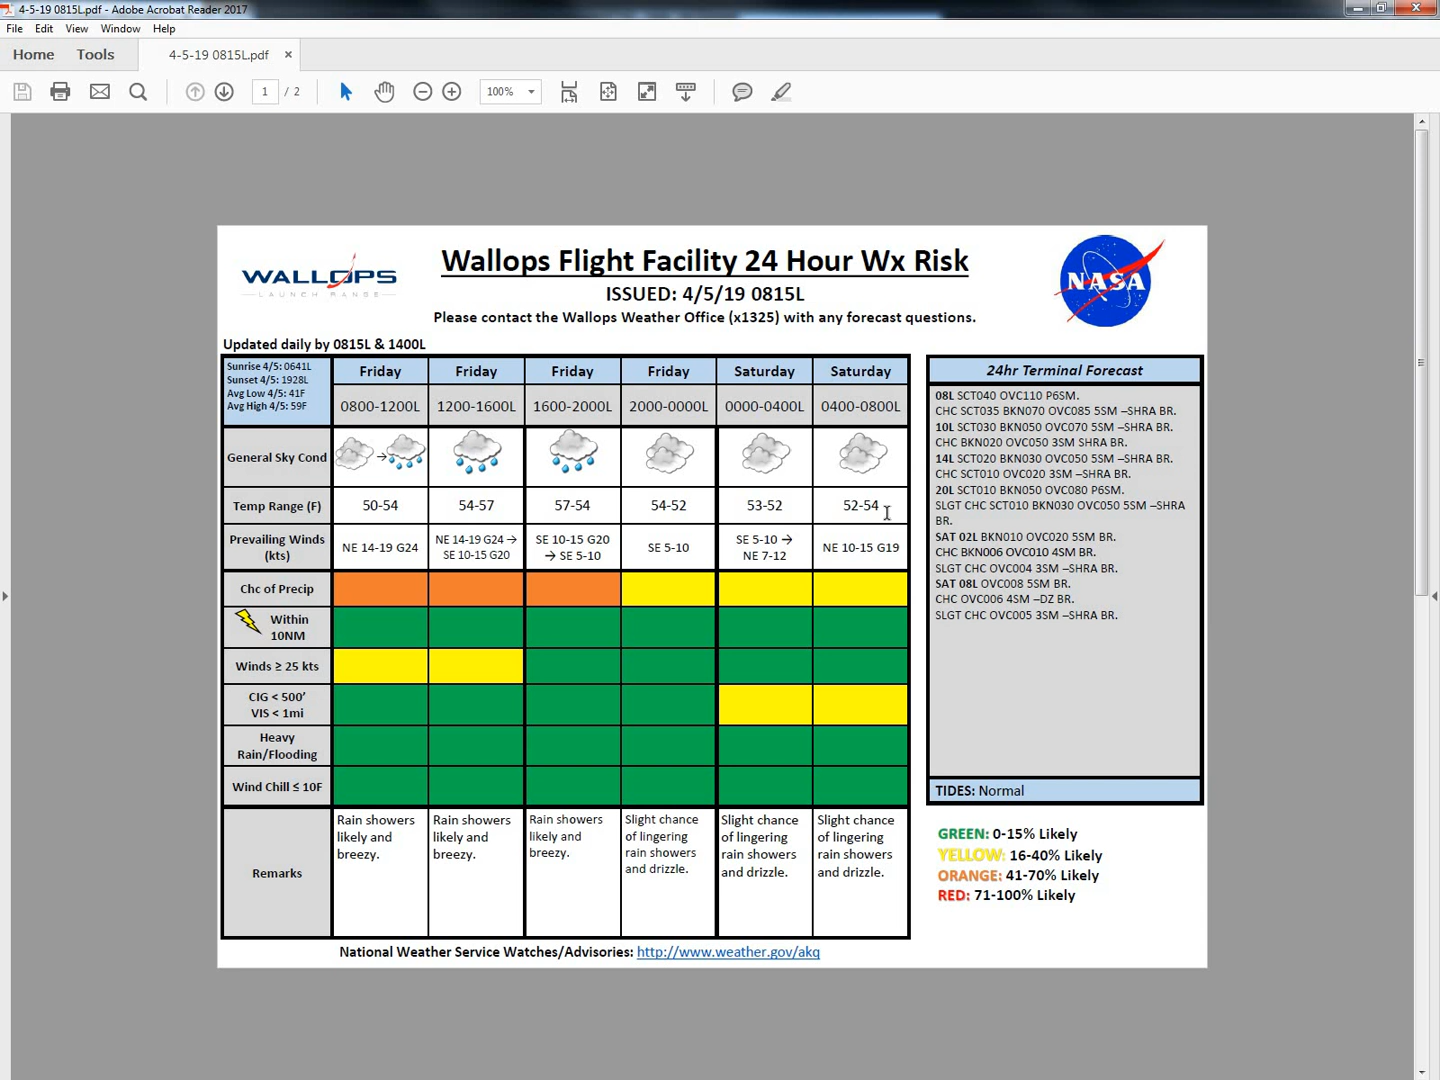 4-5-19 0815L.pdf - Adobe Acrobat Reader 2017
File Edit View Window Help
Home Tools 4-5-19 0815L.pdf ×
1 / 2 100%
WALLOPS
LAUNCH RANGE
Wallops Flight Facility 24 Hour Wx Risk
ISSUED: 4/5/19 0815L
Please contact the Wallops Weather Office (x1325) with any forecast questions.
NASA
Updated daily by 0815L & 1400L
Sunrise 4/5: 0641L
Sunset 4/5: 1928L
Avg Low 4/5: 41F
Avg High 4/5: 59F
Friday Friday Friday Friday Saturday Saturday
0800-1200L 1200-1600L 1600-2000L 2000-0000L 0000-0400L 0400-0800L
General Sky Cond →
Temp Range (F) 50-54 54-57 57-54 54-52 53-52 52-54
Prevailing Winds (kts)
NE 14-19 G24
NE 14-19 G24 →
SE 10-15 G20
SE 10-15 G20
→ SE 5-10
SE 5-10
SE 5-10 →
NE 7-12
NE 10-15 G19
Chc of Precip
Within
10NM
Winds ≥ 25 kts
CIG < 500’
VIS < 1mi
Heavy
Rain/Flooding
Wind Chill ≤ 10F
Remarks
Rain showers
likely and
breezy.
Rain showers
likely and
breezy.
Rain showers
likely and
breezy.
Slight chance
of lingering
rain showers
and drizzle.
Slight chance
of lingering
rain showers
and drizzle.
Slight chance
of lingering
rain showers
and drizzle.
National Weather Service Watches/Advisories: http://www.weather.gov/akq
24hr Terminal Forecast
08L SCT040 OVC110 P6SM.
CHC SCT035 BKN070 OVC085 5SM –SHRA BR.
10L SCT030 BKN050 OVC070 5SM –SHRA BR.
CHC BKN020 OVC050 3SM SHRA BR.
14L SCT020 BKN030 OVC050 5SM –SHRA BR.
CHC SCT010 OVC020 3SM –SHRA BR.
20L SCT010 BKN050 OVC080 P6SM.
SLGT CHC SCT010 BKN030 OVC050 5SM –SHRA
BR.
SAT 02L BKN010 OVC020 5SM BR.
CHC BKN006 OVC010 4SM BR.
SLGT CHC OVC004 3SM –SHRA BR.
SAT 08L OVC008 5SM BR.
CHC OVC006 4SM –DZ BR.
SLGT CHC OVC005 3SM –SHRA BR.
TIDES: Normal
GREEN: 0-15% Likely
YELLOW: 16-40% Likely
ORANGE: 41-70% Likely
RED: 71-100% Likely